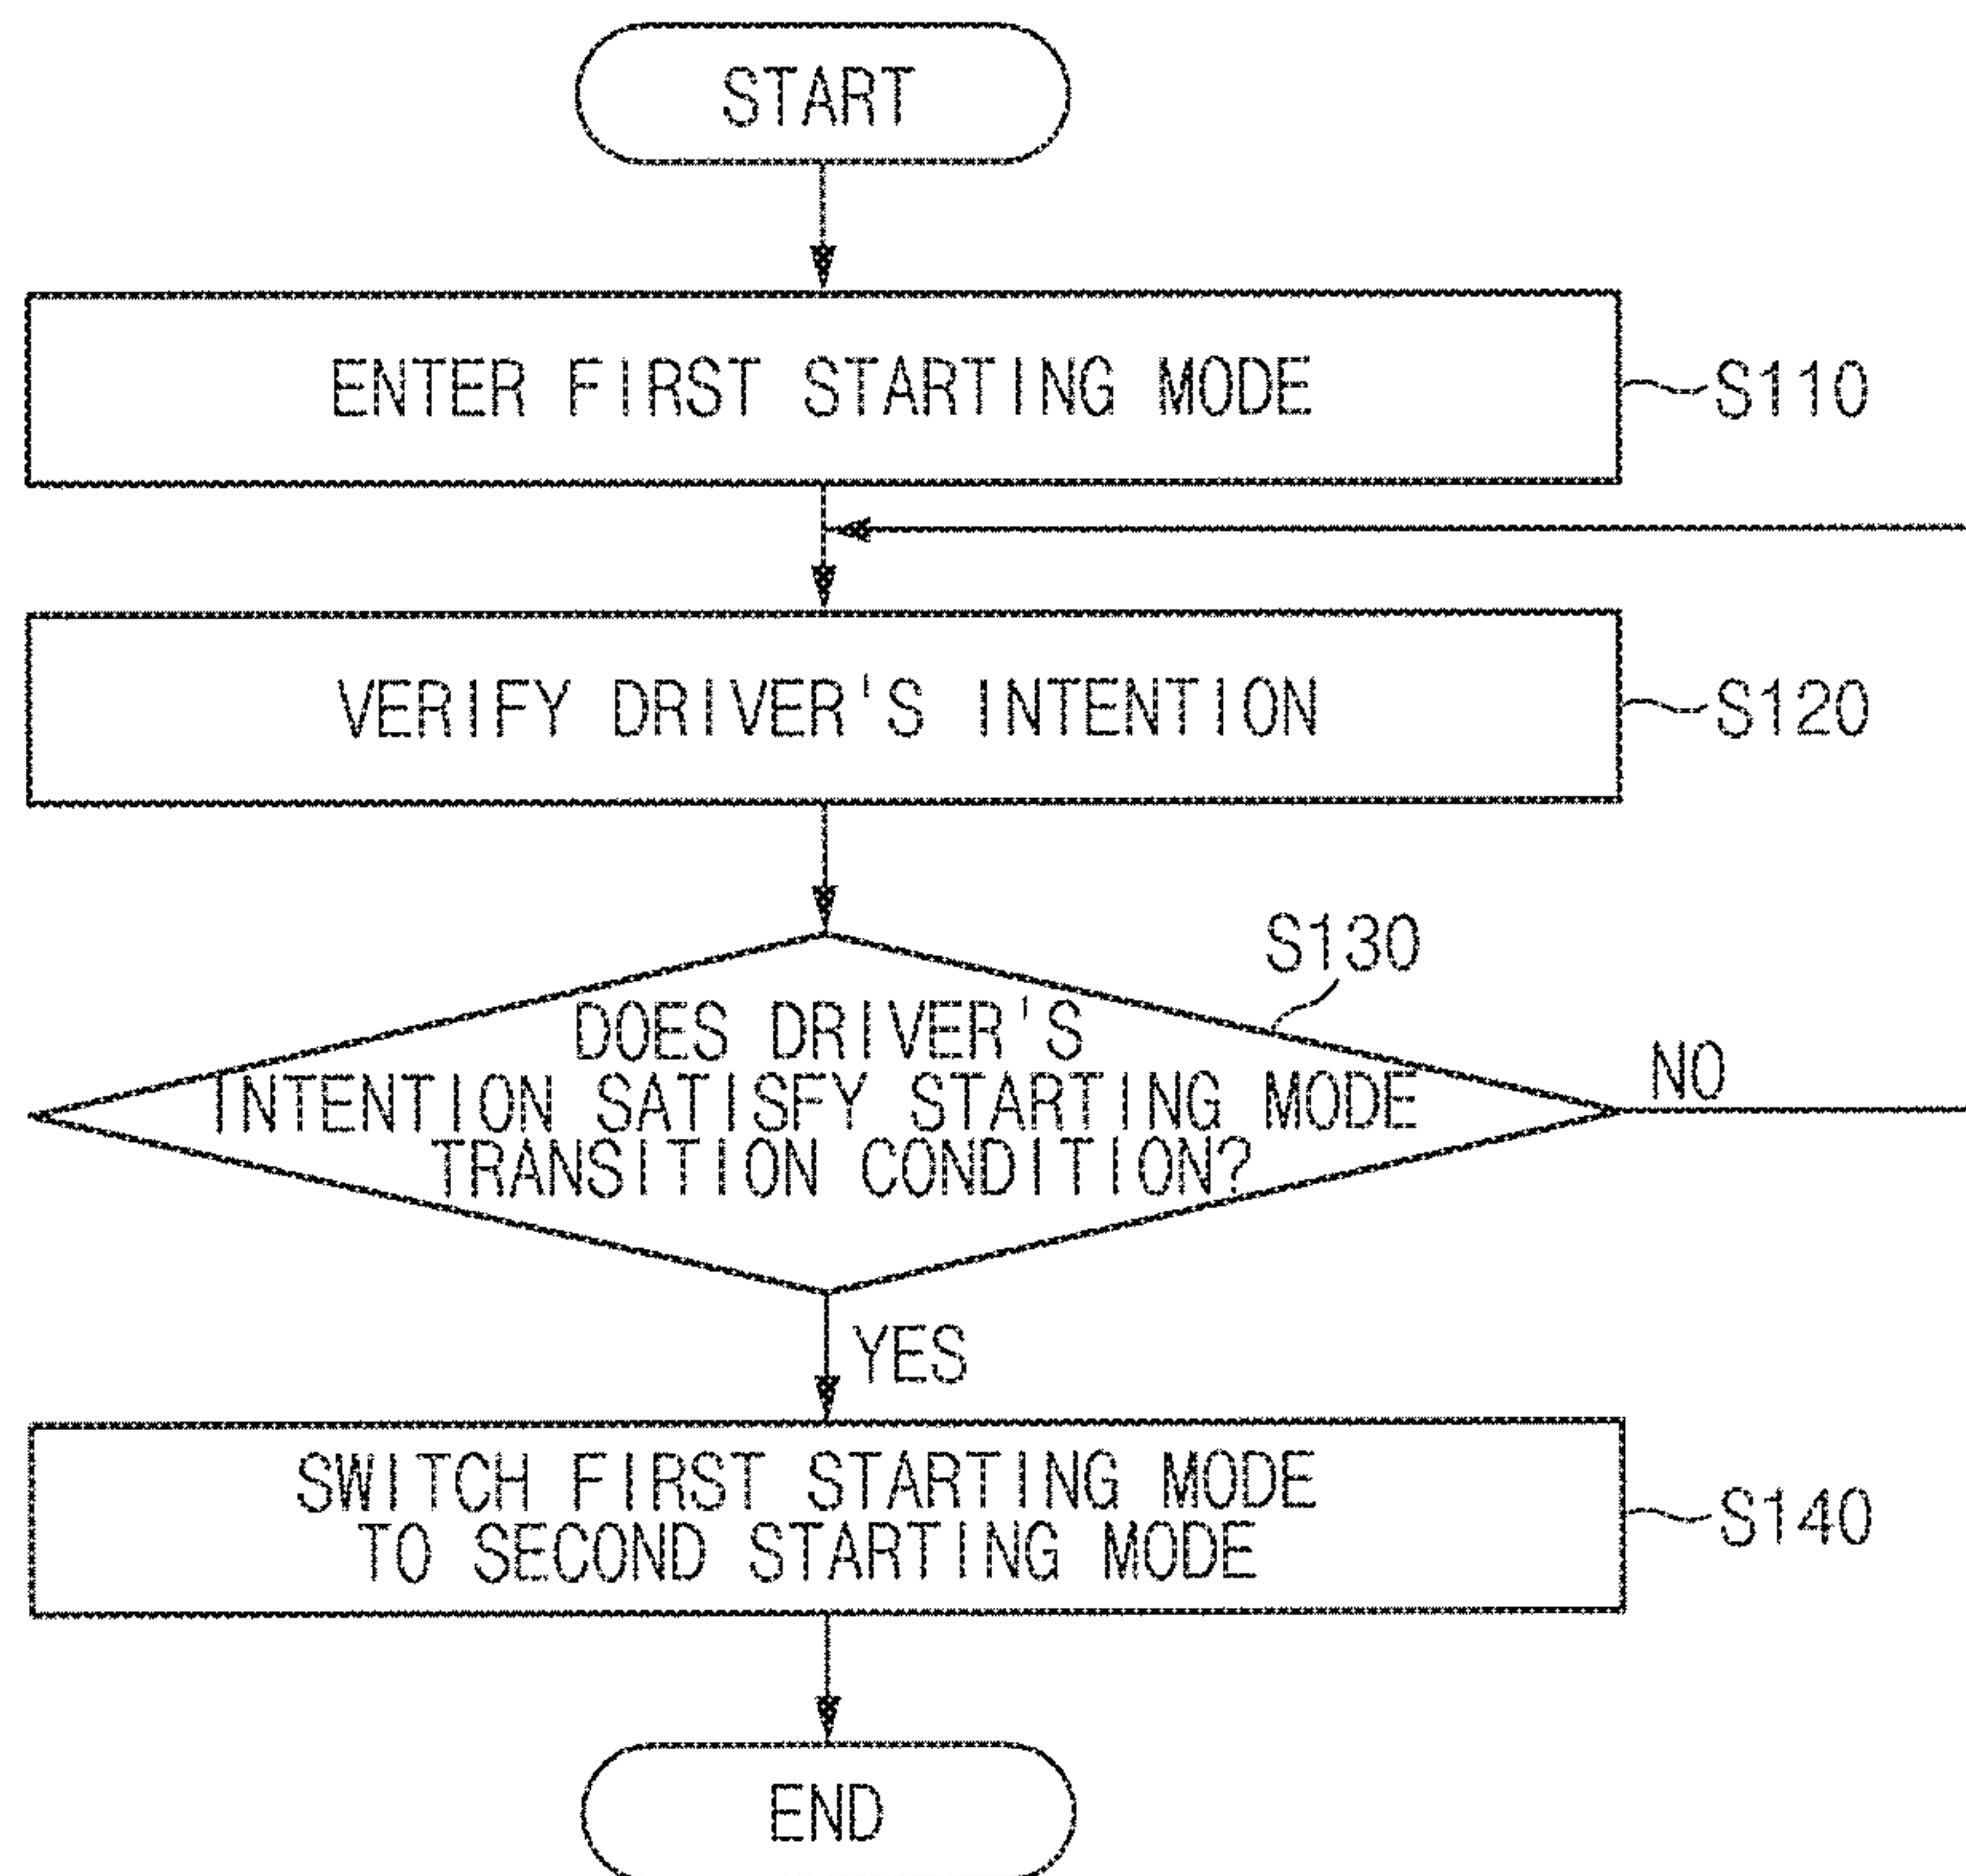 START
ENTER FIRST STARTING MODE
S110
VERIFY DRIVER'S INTENTION
S120
S130
DOES DRIVER'S
INTENTION SATISFY STARTING MODE
TRANSITION CONDITION?
NO
YES
SWITCH FIRST STARTING MODE
TO SECOND STARTING MODE
S140
END